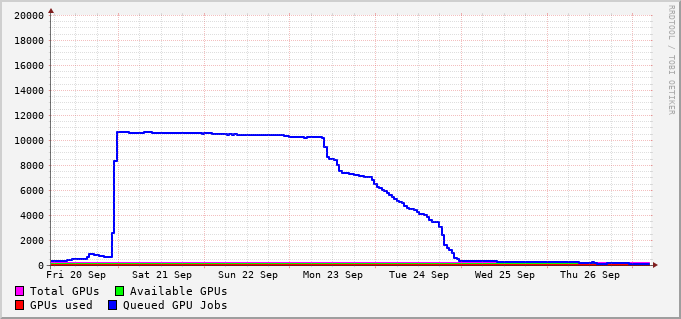 RRDTOOL / TOBI OETIKER
20000
18000
16000
14000
12000
10000
8000
6000
4000
2000
0
Fri 20 Sep Sat 21 Sep Sun 22 Sep Mon 23 Sep Tue 24 Sep Wed 25 Sep Thu 26 Sep
Total GPUs Available GPUs
GPUs used Queued GPU Jobs